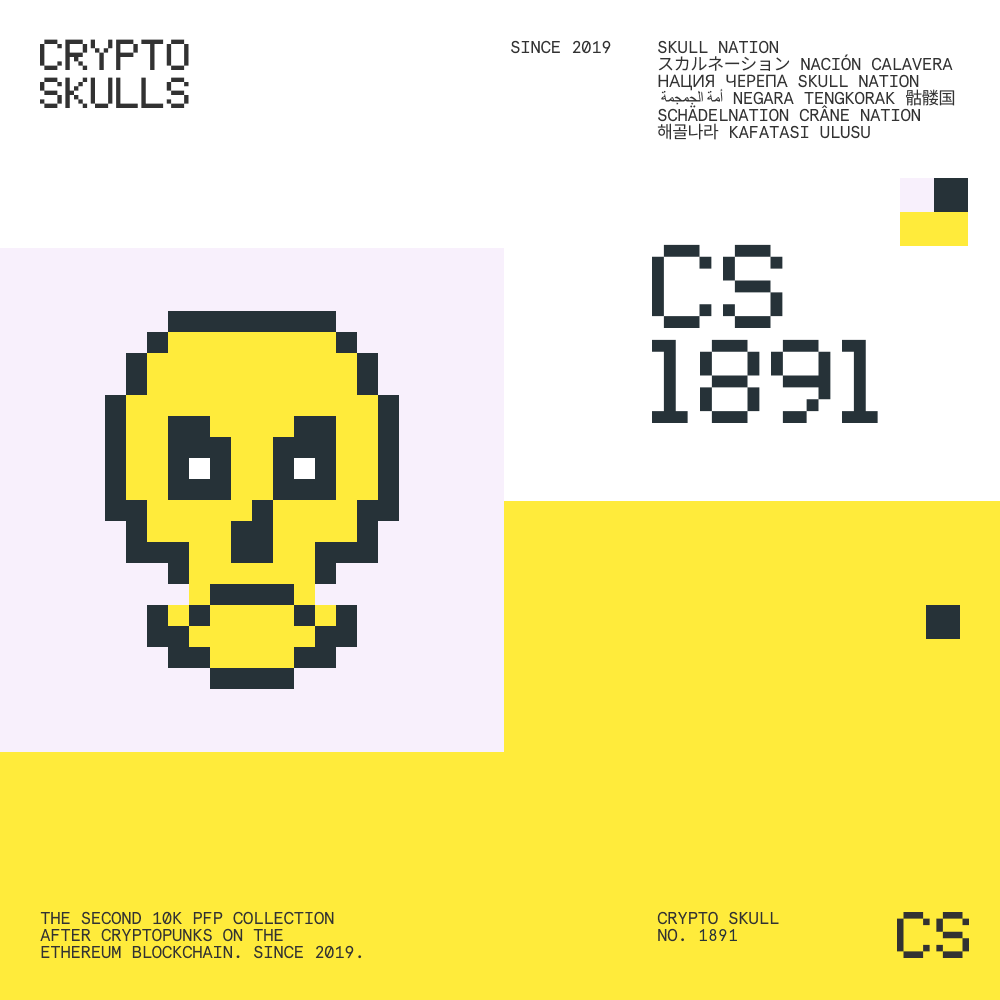 CRYPTO
SKULLS
SINCE 2019
SKULL NATION
スカルネーション NACIÓN CALAVERA
НАЦИЯ ЧЕРЕПА SKULL NATION
أمة الجمجمة NEGARA TENGKORAK 骷髅国
SCHÄDELNATION CRÂNE NATION
해골나라 KAFATASI ULUSU
CS
1891
THE SECOND 10K PFP COLLECTION
AFTER CRYPTOPUNKS ON THE
ETHEREUM BLOCKCHAIN. SINCE 2019.
CRYPTO SKULL
NO. 1891
CS